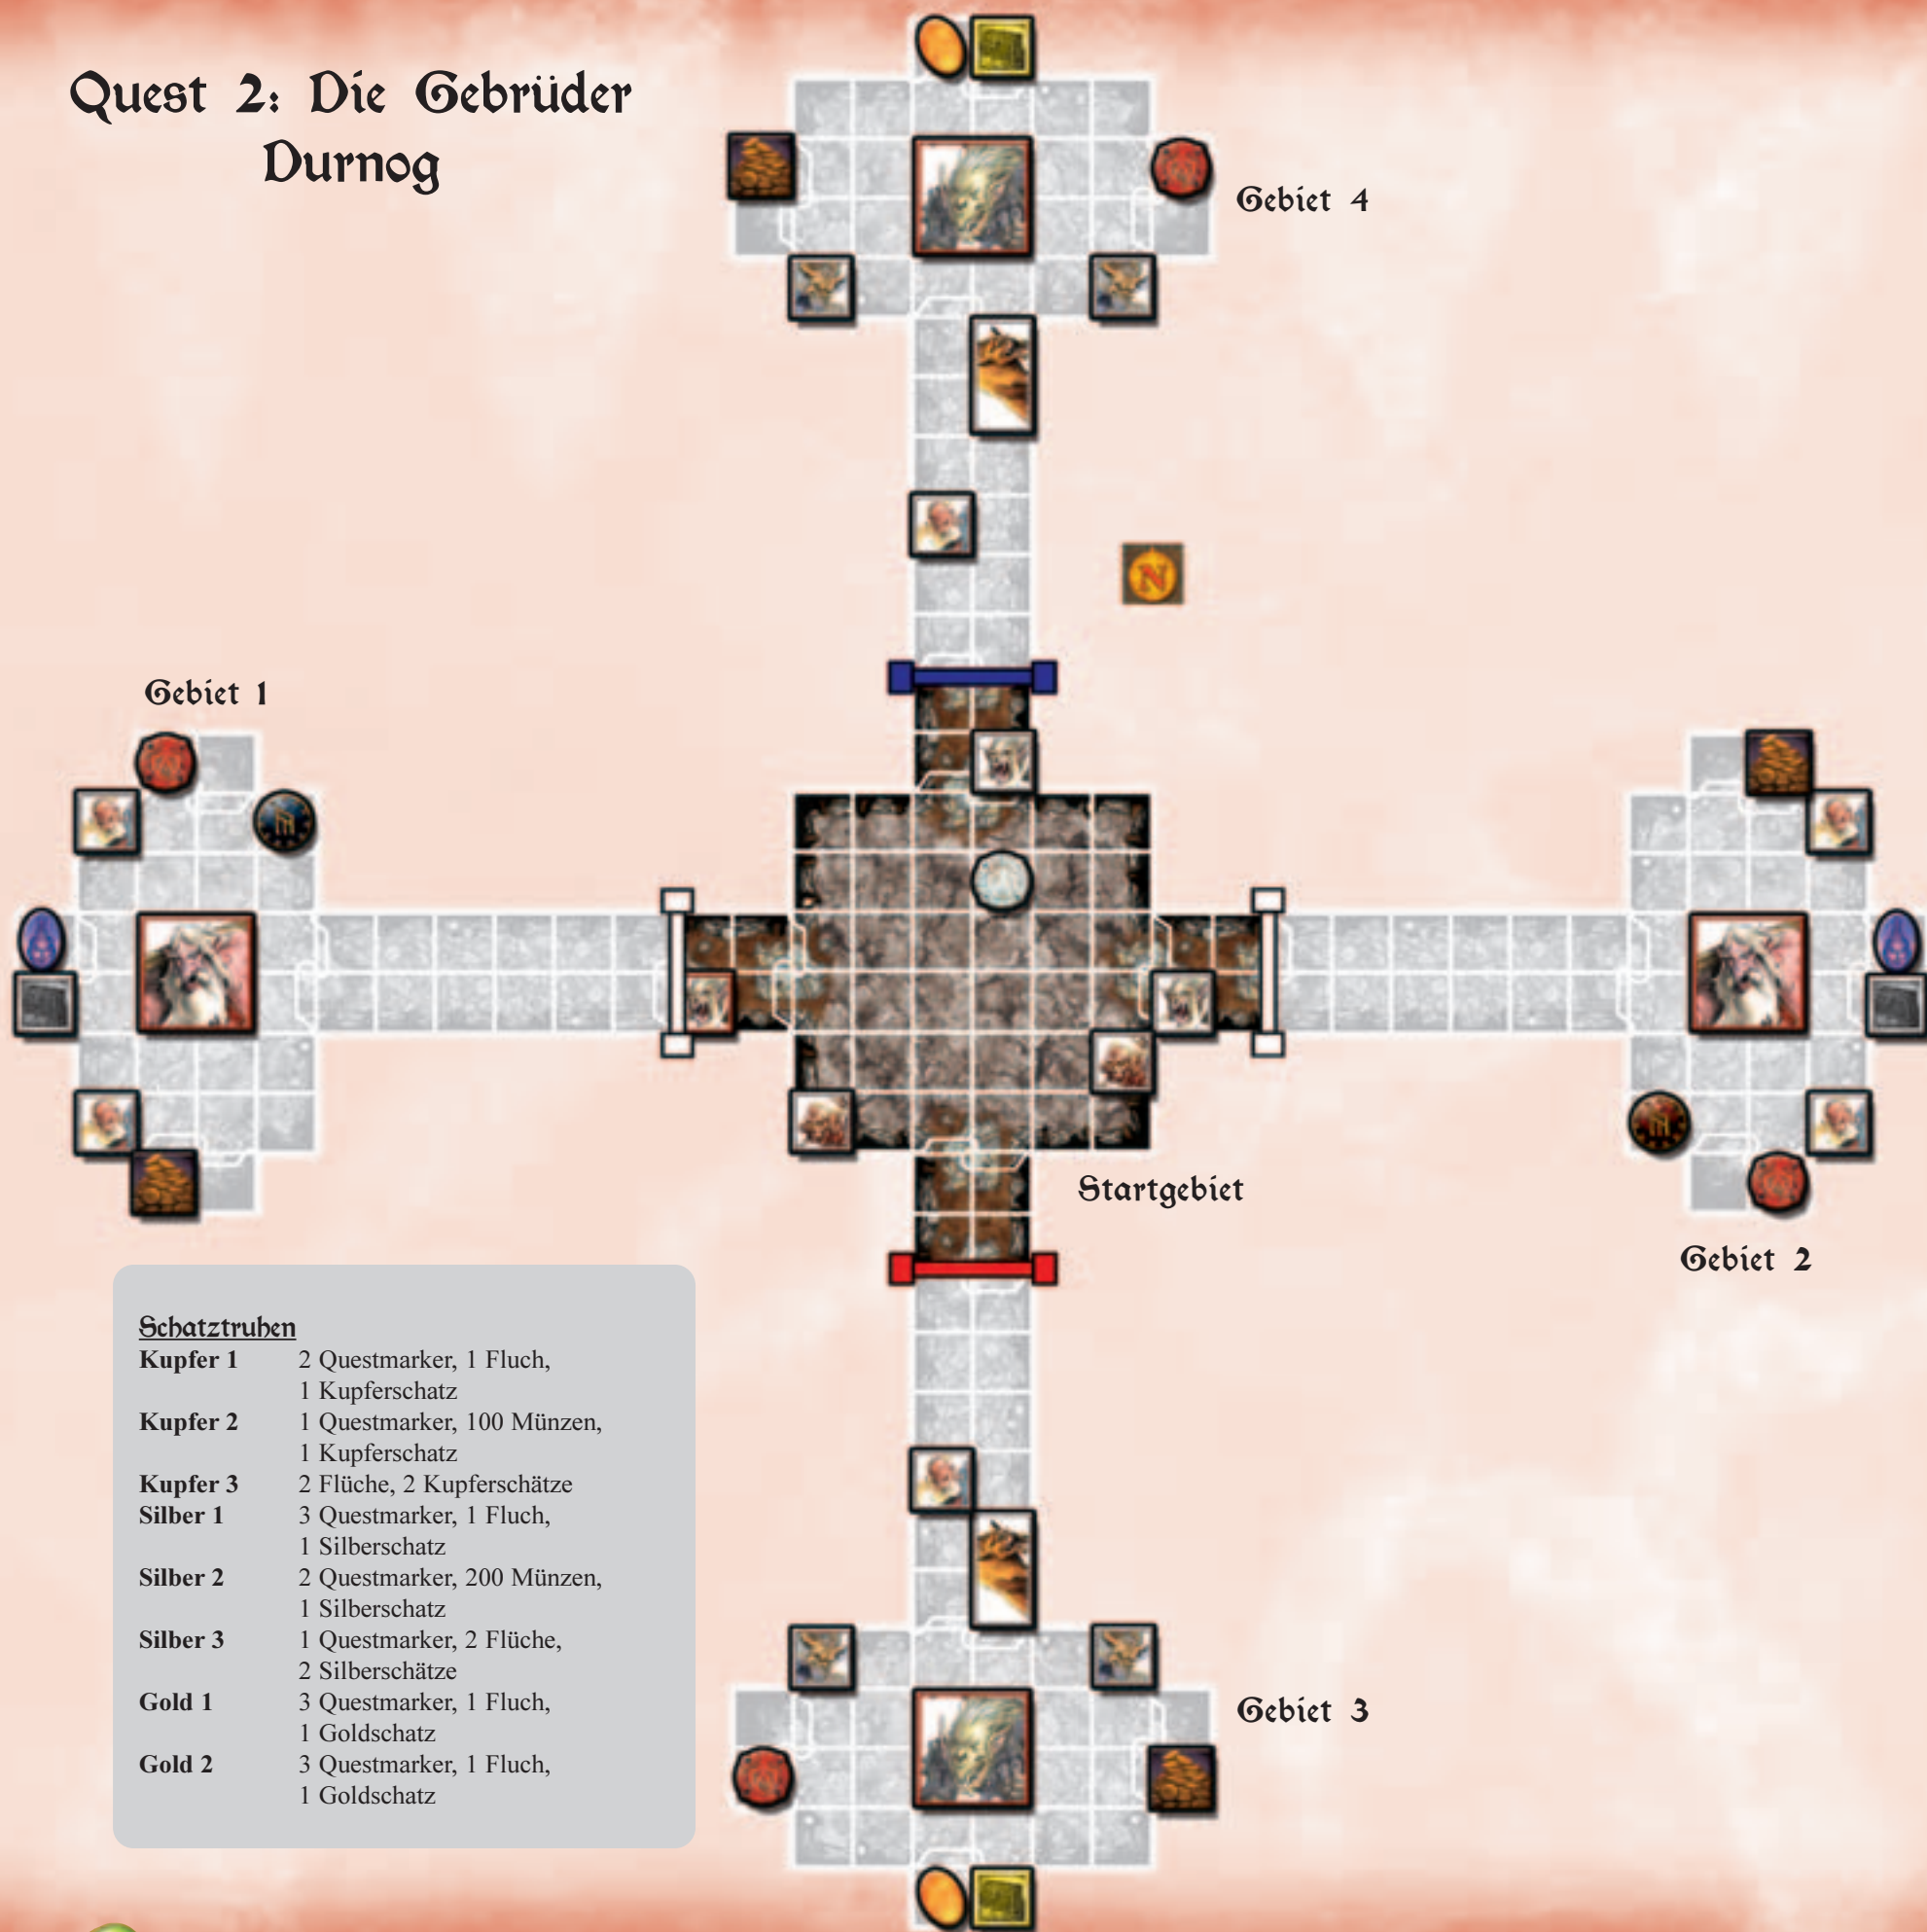 Quest 2: Die Gebrüder
Durnog
Gebiet 4
N
Gebiet 1
Startgebiet
Gebiet 2
Schatztruhen
Kupfer 1 2 Questmarker, 1 Fluch,
1 Kupferschatz
Kupfer 2 1 Questmarker, 100 Münzen,
1 Kupferschatz
Kupfer 3 2 Flüche, 2 Kupferschätze
Silber 1 3 Questmarker, 1 Fluch,
1 Silberschatz
Silber 2 2 Questmarker, 200 Münzen,
1 Silberschatz
Silber 3 1 Questmarker, 2 Flüche,
2 Silberschätze
Gold 1 3 Questmarker, 1 Fluch,
1 Goldschatz
Gold 2 3 Questmarker, 1 Fluch,
1 Goldschatz
Gebiet 3